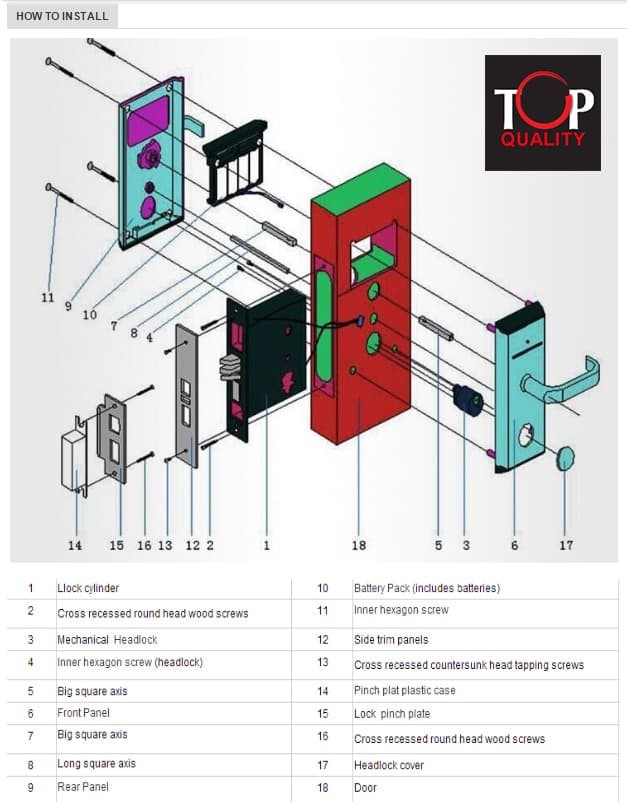 HOW TO INSTALL
TOP
QUALITY
11
9
10
7
8
4
14
15
16
13
12
2
1
18
5
3
6
17
1 Llock cylinder 10 Battery Pack (includes batteries)
2 Cross recessed round head wood screws 11 Inner hexagon screw
3 Mechanical Headlock 12 Side trim panels
4 Inner hexagon screw (headlock) 13 Cross recessed countersunk head tapping screws
5 Big square axis 14 Pinch plat plastic case
6 Front Panel 15 Lock pinch plate
7 Big square axis 16 Cross recessed round head wood screws
8 Long square axis 17 Headlock cover
9 Rear Panel 18 Door